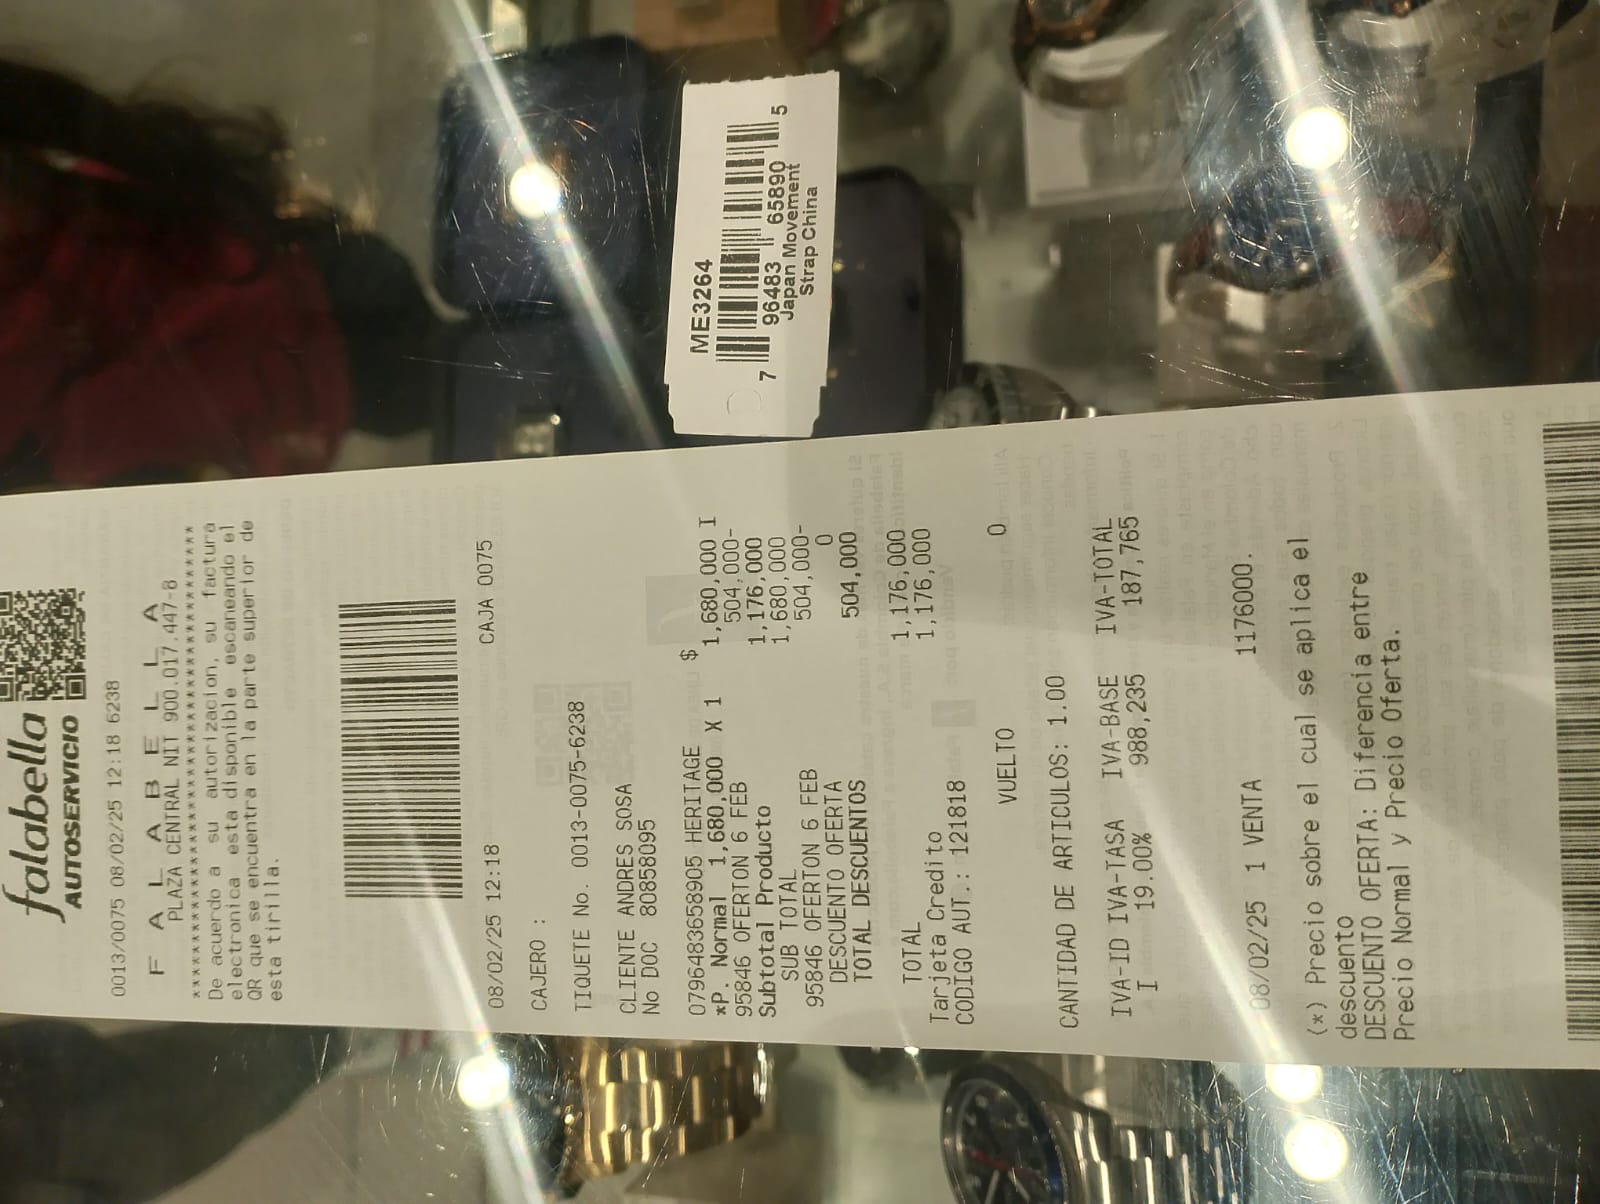 falabella
AUTOSERVICIO
0013/0075 08/02/25 12:18 6238
F A L A B E L L A
PLAZA CENTRAL NIT 900.017.447-8
****************************************
De acuerdo a su autorizacion, su factura
electronica esta disponible escaneando el
QR que se encuentra en la parte superior de
esta tirilla.
08/02/25 12:18 CAJA 0075
CAJERO :
TIQUETE No. 0013-0075-6238
CLIENTE ANDRES SOSA
No DOC 80858095
0796483658905 HERITAGE $ 1,680,000 I
*P. Normal 1,680,000 X 1
95846 OFERTON 6 FEB 504,000-
Subtotal Producto 1,176,000
SUB TOTAL 1,680,000
95846 OFERTON 6 FEB 504,000-
DESCUENTO OFERTA 0
TOTAL DESCUENTOS 504,000
TOTAL 1,176,000
Tarjeta Credito 1,176,000
CODIGO AUT.: 121818
VUELTO 0
CANTIDAD DE ARTICULOS: 1.00
IVA-ID IVA-TASA IVA-BASE IVA-TOTAL
I 19.00% 988,235 187,765
08/02/25 1 VENTA 1176000.
(*) Precio sobre el cual se aplica el
descuento
DESCUENTO OFERTA: Diferencia entre
Precio Normal y Precio Oferta.
ME3264
7 96483 65890 5
Japan Movement
Strap China